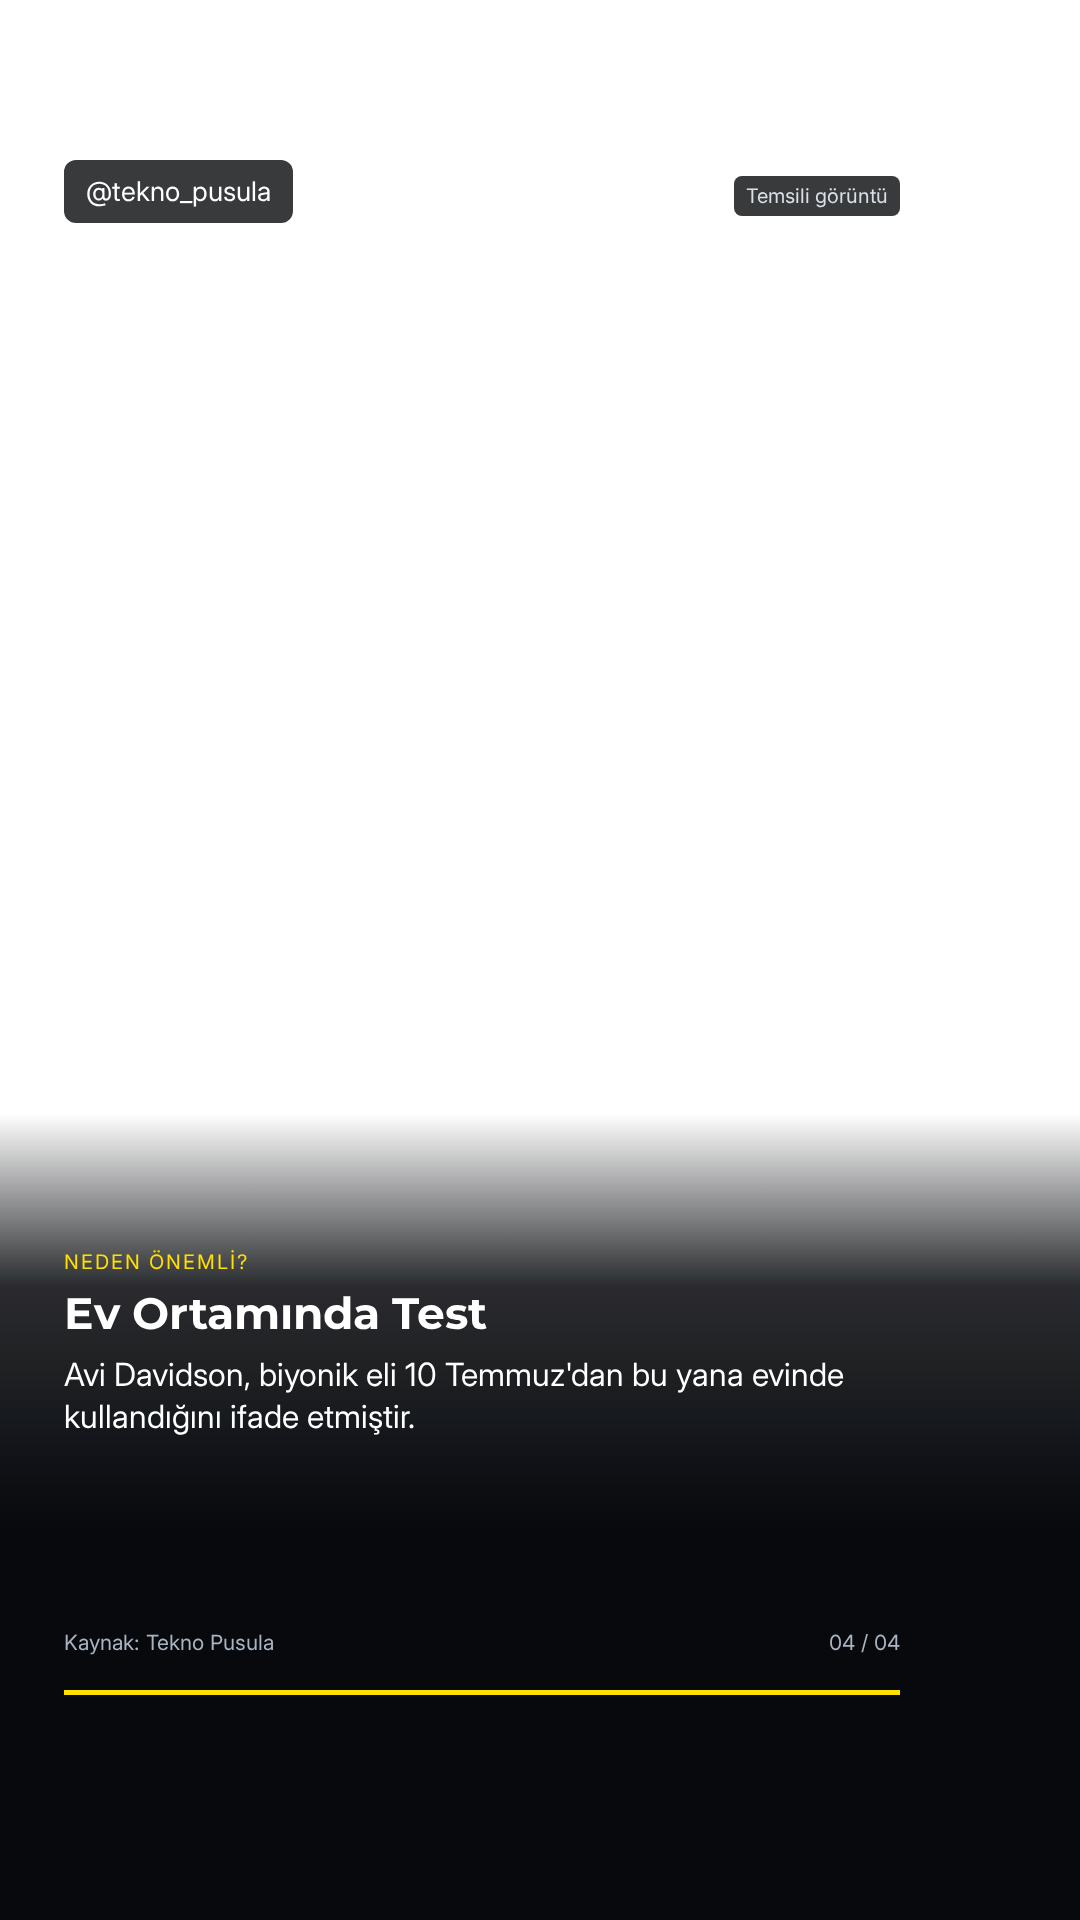 @tekno_pusula
Temsili görüntü
NEDEN ÖNEMLİ?
Ev Ortamında Test
Avi Davidson, biyonik eli 10 Temmuz'dan bu yana evinde
kullandığını ifade etmiştir.
Kaynak: Tekno Pusula
04 / 04